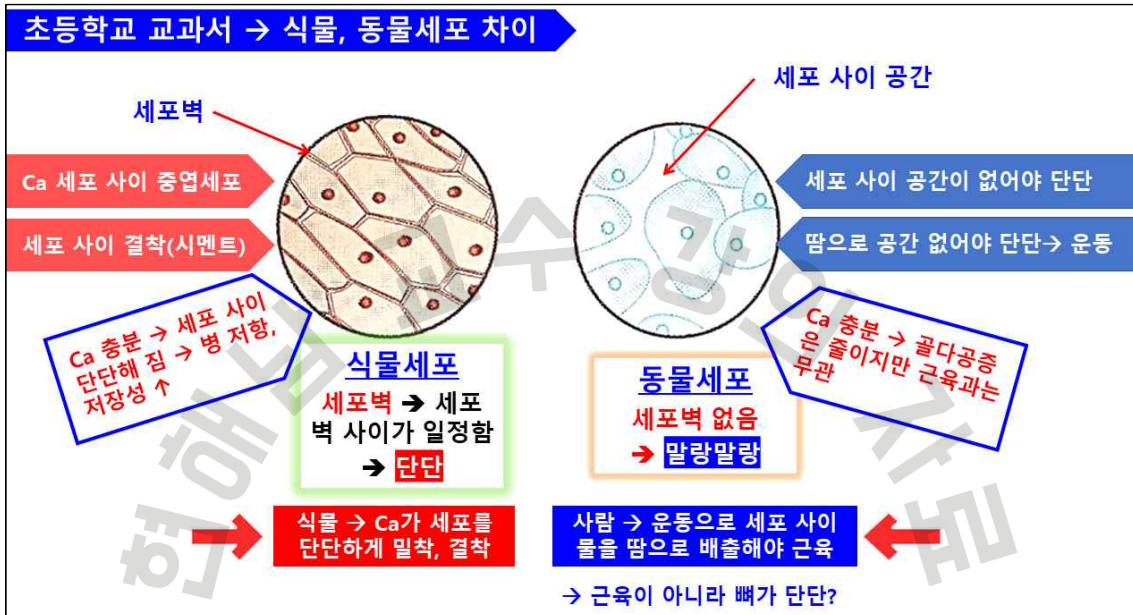 초등학교 교과서 → 식물, 동물세포 차이
세포벽
세포 사이 공간
Ca 세포 사이 중엽세포
세포 사이 결착(시멘트)
세포 사이 공간이 없어야 단단
땀으로 공간 없어야 단단→ 운동
Ca 충분 → 세포 사이
단단해 짐 → 병 저항,
저장성 ↑
식물세포
세포벽 → 세포
벽 사이가 일정함
→ 단단
동물세포
세포벽 없음
→ 말랑말랑
Ca 충분 → 골다공증
은 줄이지만 근육과는
무관
식물 → Ca가 세포를
단단하게 밀착, 결착
사람 → 운동으로 세포 사이
물을 땀으로 배출해야 근육
→ 근육이 아니라 뼈가 단단?
현해남 교수 강의 자료